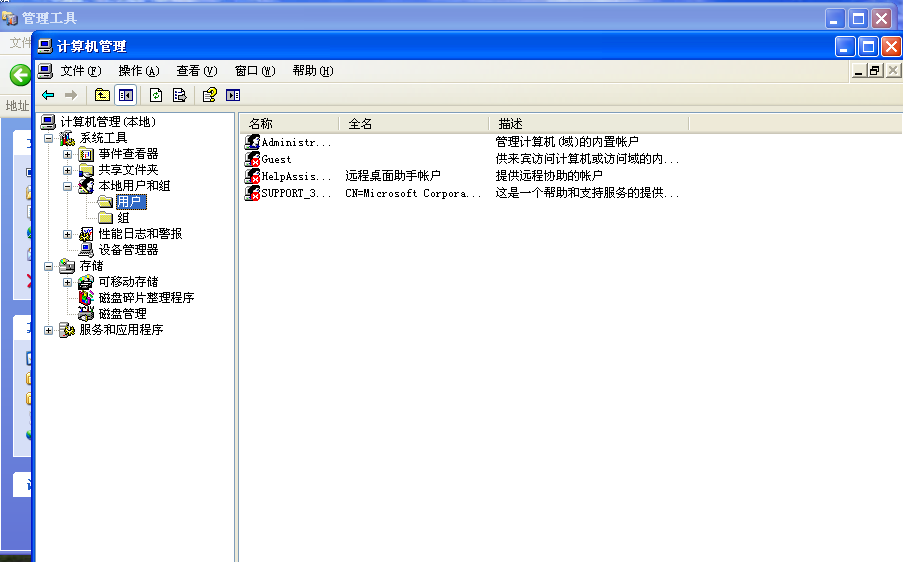 管理工具
文件
计算机管理
文件(F) 操作(A) 查看(V) 窗口(W) 帮助(H)
地址
计算机管理(本地)
系统工具
事件查看器
共享文件夹
本地用户和组
用户
组
性能日志和警报
设备管理器
存储
可移动存储
磁盘碎片整理程序
磁盘管理
服务和应用程序
名称 全名 描述
Administr... 管理计算机(域)的内置帐户
Guest 供来宾访问计算机或访问域的内...
HelpAssis... 远程桌面助手帐户 提供远程协助的帐户
SUPPORT_3... CN=Microsoft Corpora... 这是一个帮助和支持服务的提供...